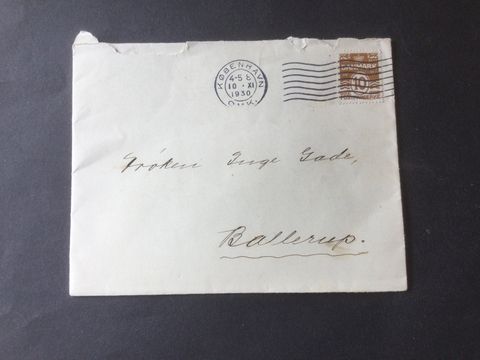 KØBENHAVN
4-5 E
10 · XI
1930
O.M.K.
DANMARK
10
Frøken Inge Gade,
Ballerup.